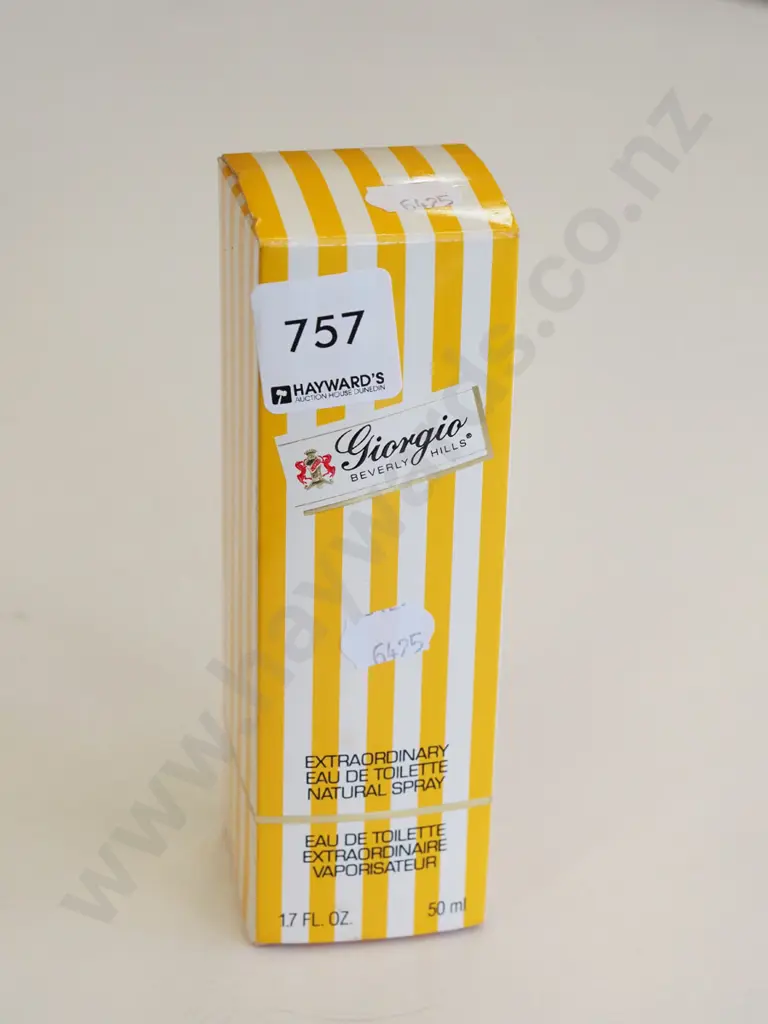 6425
757
HAYWARD'S
AUCTION HOUSE DUNEDIN
Giorgio
BEVERLY HILLS®
6425
EXTRAORDINARY
EAU DE TOILETTE
NATURAL SPRAY
EAU DE TOILETTE
EXTRAORDINAIRE
VAPORISATEUR
1.7 FL. OZ. 50 ml
www.haywards.co.nz